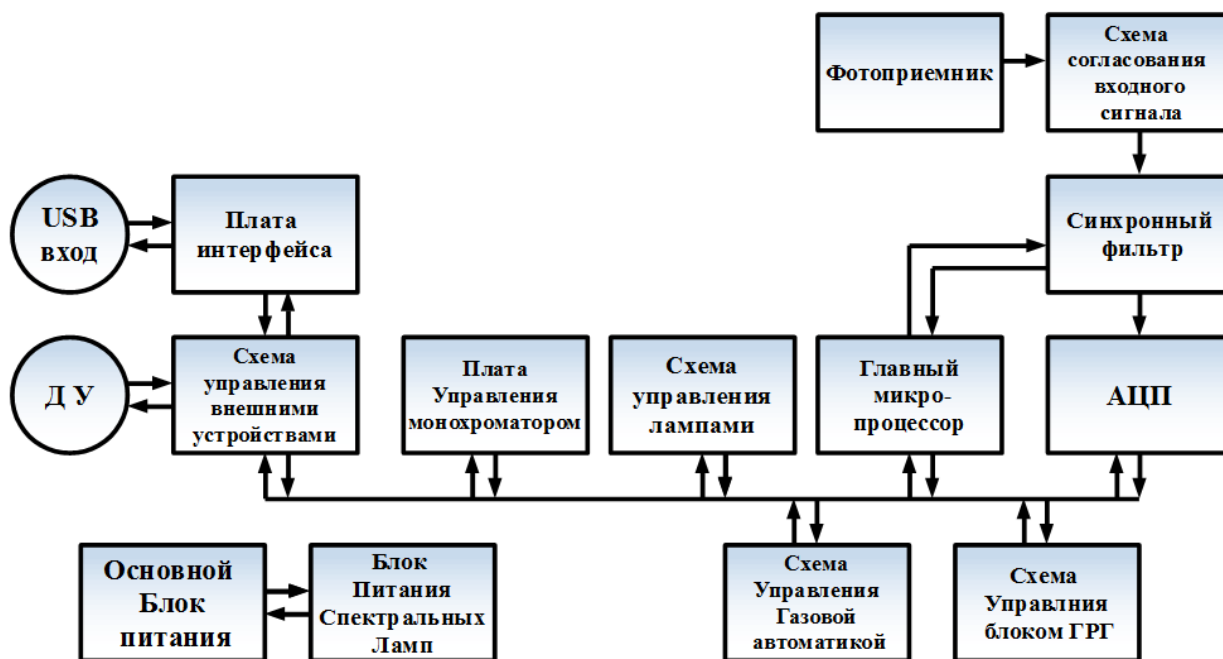 Фотоприемник
Схема
согласования
входного
сигнала
USB
вход
Плата
интерфейса
Синхронный
фильтр
ДУ
Схема
управления
внешними
устройствами
Плата
Управления
монохроматором
Схема
управления
лампами
Главный
микро-
процессор
АЦП
Основной
Блок
питания
Блок
Питания
Спектральных
Ламп
Схема
Управления
Газовой
автоматикой
Схема
Управлния
блоком ГРГ